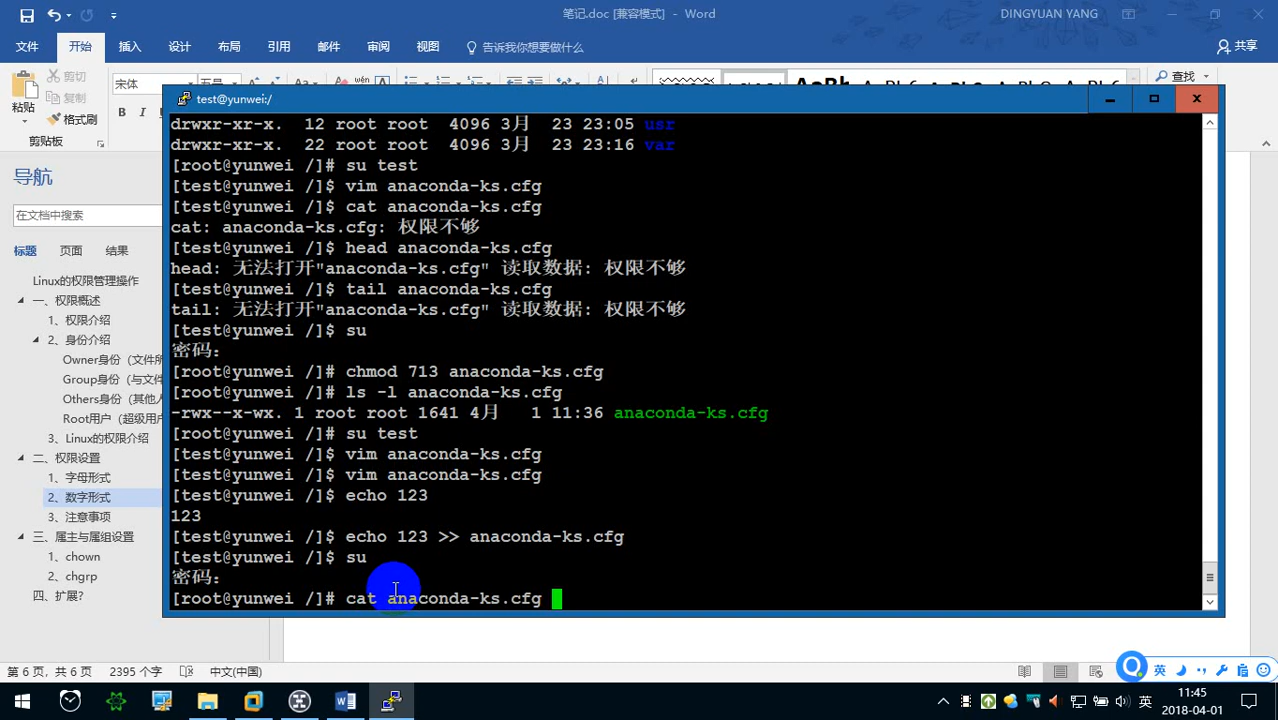 笔记.doc [兼容模式] - Word
DINGYUAN YANG
文件 开始 插入 设计 布局 引用 邮件 审阅 视图 告诉我你想要做什么 共享
粘贴
剪切
复制
格式刷
剪贴板
宋体 五号
B I
查找
导航
在文档中搜索
标题 页面 结果
Linux的权限管理操作
一、权限概述
1、权限介绍
2、身份介绍
Owner身份（文件所
Group身份（与文件
Others身份（其他人
Root用户（超级用户
3、Linux的权限介绍
二、权限设置
1、字母形式
2、数字形式
3、注意事项
三、属主与属组设置
1、chown
2、chgrp
四、扩展?
test@yunwei:/
drwxr-xr-x. 12 root root 4096 3月 23 23:05 usr
drwxr-xr-x. 22 root root 4096 3月 23 23:16 var
[root@yunwei /]# su test
[test@yunwei /]$ vim anaconda-ks.cfg
[test@yunwei /]$ cat anaconda-ks.cfg
cat: anaconda-ks.cfg: 权限不够
[test@yunwei /]$ head anaconda-ks.cfg
head: 无法打开"anaconda-ks.cfg" 读取数据: 权限不够
[test@yunwei /]$ tail anaconda-ks.cfg
tail: 无法打开"anaconda-ks.cfg" 读取数据: 权限不够
[test@yunwei /]$ su
密码:
[root@yunwei /]# chmod 713 anaconda-ks.cfg
[root@yunwei /]# ls -l anaconda-ks.cfg
-rwx--x-wx. 1 root root 1641 4月 1 11:36 anaconda-ks.cfg
[root@yunwei /]# su test
[test@yunwei /]$ vim anaconda-ks.cfg
[test@yunwei /]$ vim anaconda-ks.cfg
[test@yunwei /]$ echo 123
123
[test@yunwei /]$ echo 123 >> anaconda-ks.cfg
[test@yunwei /]$ su
密码:
[root@yunwei /]# cat anaconda-ks.cfg
第 6 页，共 6 页 2395 个字 中文(中国)
英
英
11:45
2018-04-01